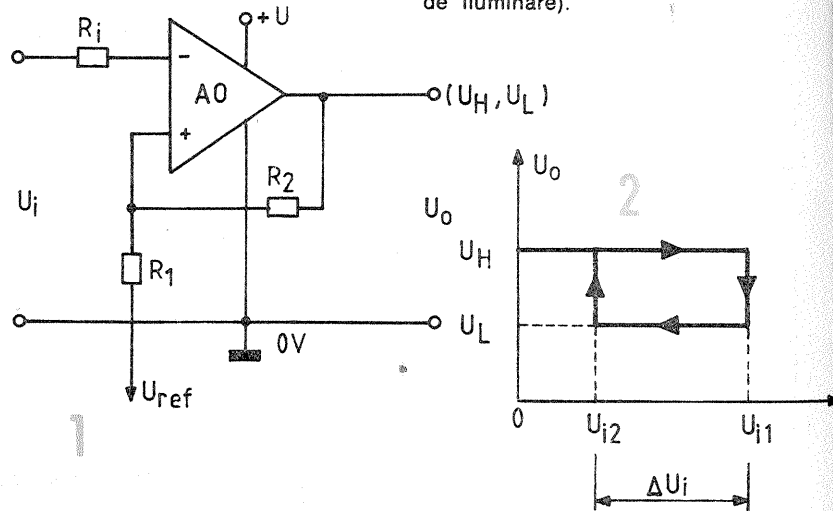 de iluminare).
Ri
+U
-
AO
(UH, UL)
+
R2
Ui
R1
Uo
0V
Uref
1
Uo
2
UH
UL
0
Ui2
Ui1
ΔUi